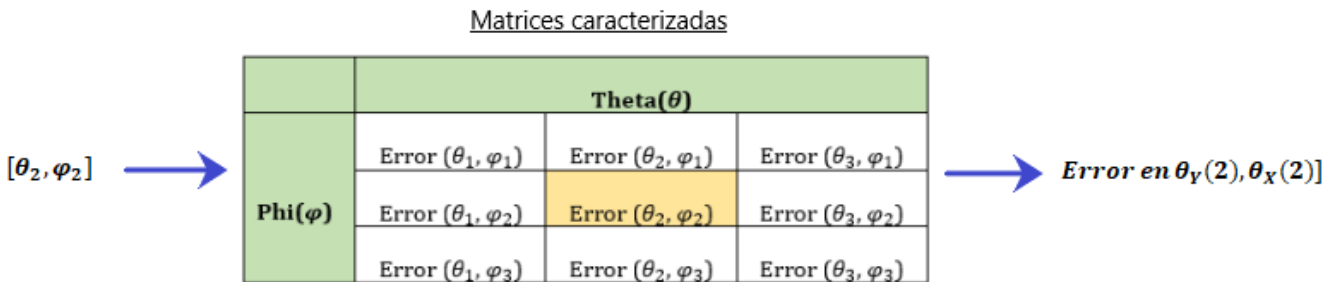 Matrices caracterizadas
Theta(θ)
Error (θ₁, φ₁) Error (θ₂, φ₁) Error (θ₃, φ₁)
[θ₂, φ₂] Phi(φ) Error (θ₁, φ₂) Error (θ₂, φ₂) Error (θ₃, φ₂) Error en θ_Y(2), θ_X(2)]
Error (θ₁, φ₃) Error (θ₂, φ₃) Error (θ₃, φ₃)